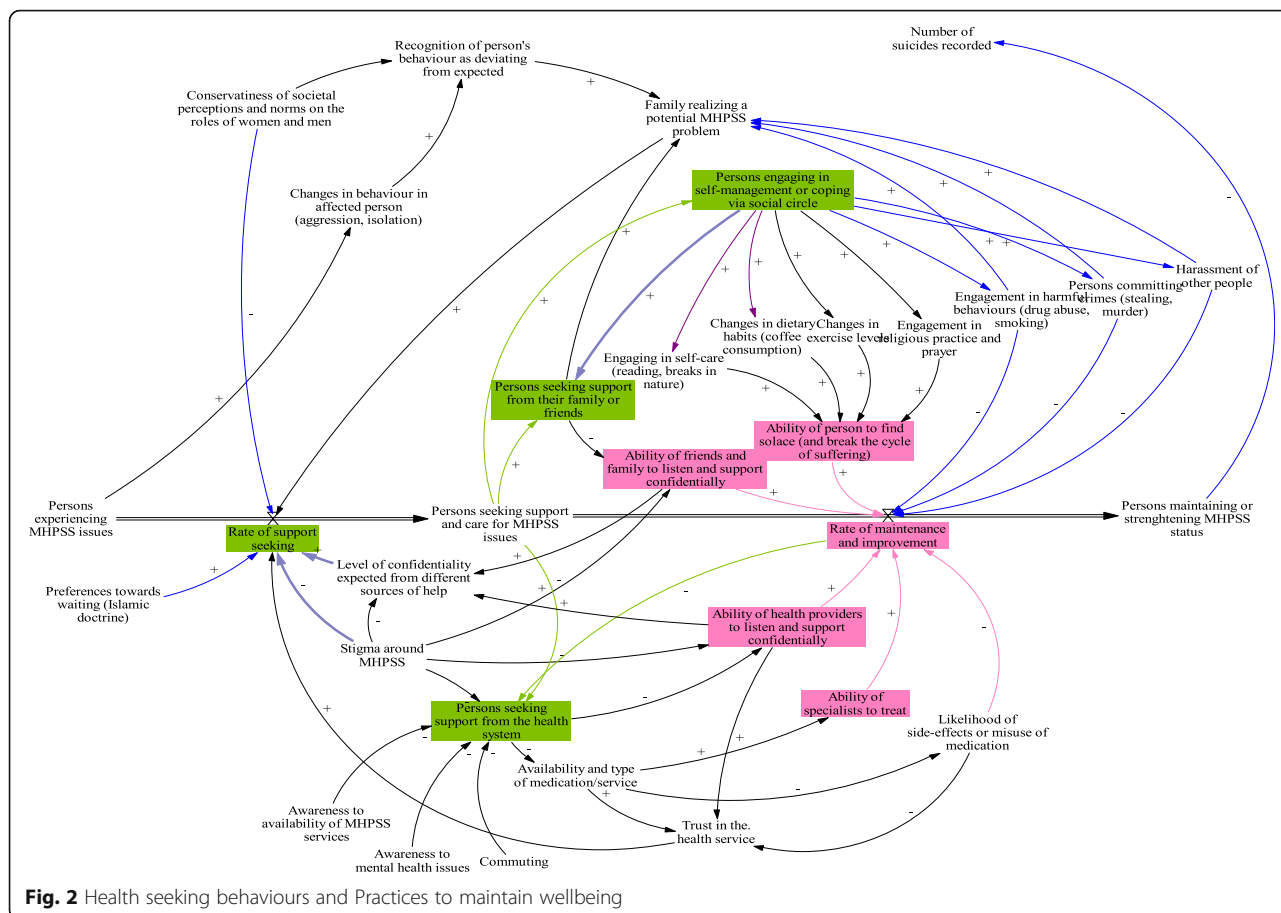 Number of
suicides recorded
Recognition of person's
behaviour as deviating
from expected
Conservatiness of societal
perceptions and norms on the
roles of women and men
Family realizing a
potential MHPSS
problem
Persons engaging in
self-management or coping
via social circle
Changes in behaviour in
affected person
(aggression, isolation)
Harassment of
other people
Persons committing
crimes (stealing,
murder)
Engagement in harmful
behaviours (drug abuse,
smoking)
Engagement in
religious practice and
prayer
Changes in
exercise levels
Changes in dietary
habits (coffee
consumption)
Engaging in self-care
(reading, breaks in
nature)
Persons seeking support
from their family or
friends
Ability of person to find
solace (and break the cycle
of suffering)
Ability of friends and
family to listen and support
confidentially
Persons
experiencing
MHPSS issues
Rate of support
seeking
Persons seeking support
and care for MHPSS
issues
Rate of maintenance
and improvement
Persons maintaining or
strenghtening MHPSS
status
Preferences towards
waiting (Islamic
doctrine)
Level of confidentiality
expected from different
sources of help
Stigma around
MHPSS
Ability of health providers
to listen and support
confidentially
Persons seeking
support from the health
system
Ability of
specialists to treat
Likelihood of
side-effects or misuse of
medication
Availability and type
of medication/service
Awareness to
availability of MHPSS
services
Awareness to
mental health issues
Commuting
Trust in the.
health service
Fig. 2 Health seeking behaviours and Practices to maintain wellbeing